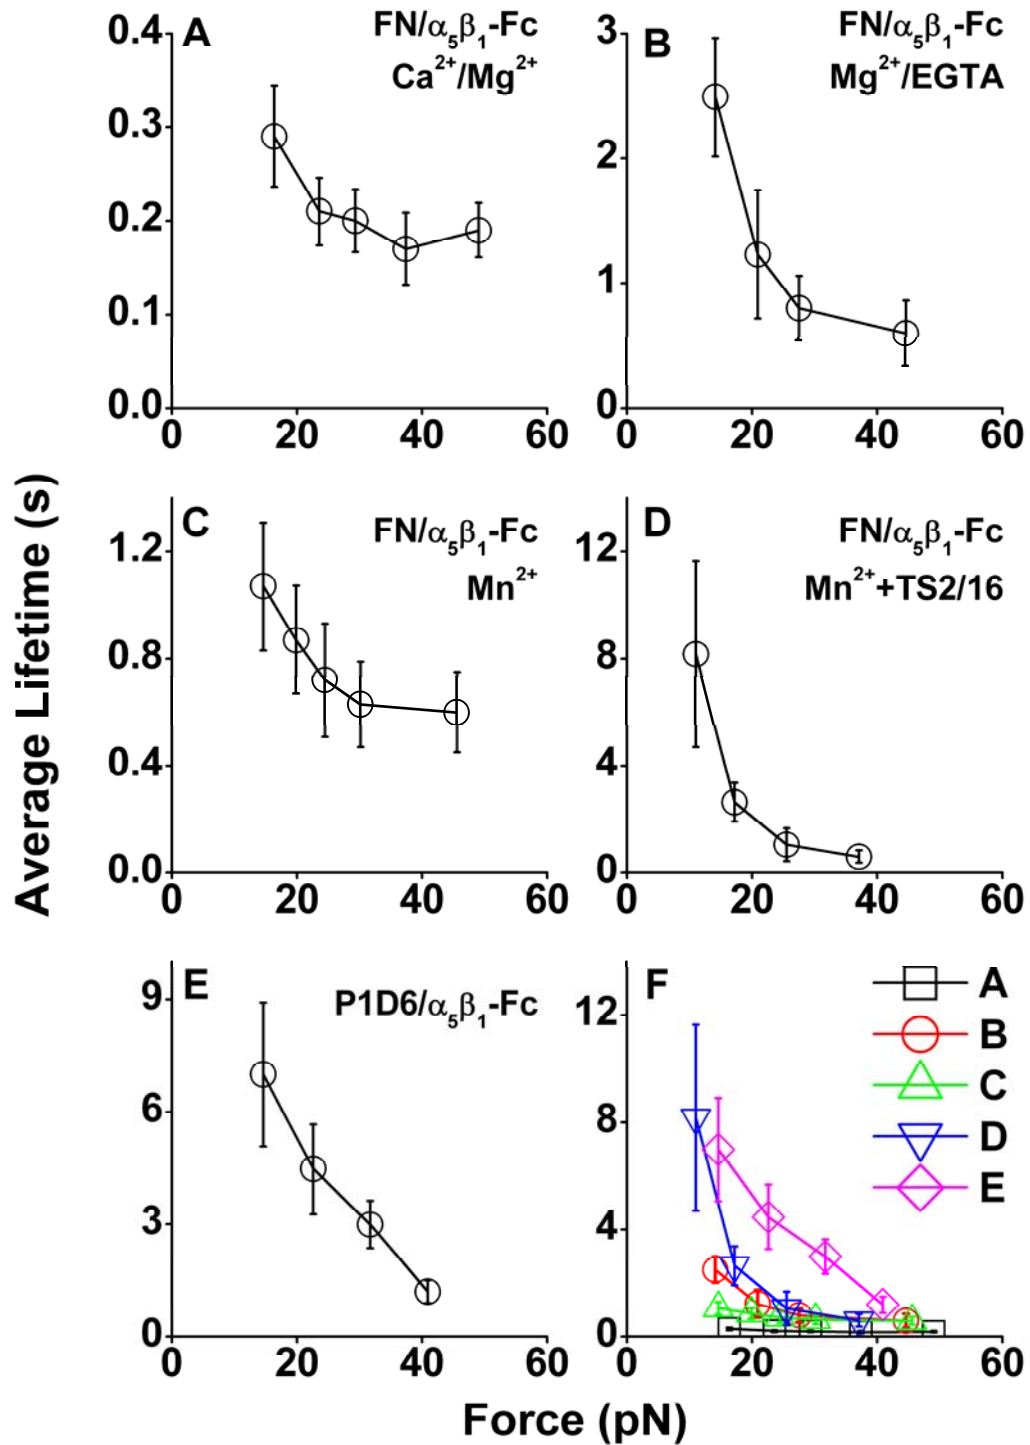 Average Lifetime (s)
A
FN/α₅β₁-Fc
Ca²⁺/Mg²⁺
0.4
0.3
0.2
0.1
0.0
0 20 40 60
B
FN/α₅β₁-Fc
Mg²⁺/EGTA
3
2
1
0
0 20 40 60
C
FN/α₅β₁-Fc
Mn²⁺
1.2
0.8
0.4
0.0
0 20 40 60
D
FN/α₅β₁-Fc
Mn²⁺+TS2/16
12
8
4
0
0 20 40 60
E
P1D6/α₅β₁-Fc
9
6
3
0
0 20 40 60
F
A
B
C
D
E
12
8
4
0
0 20 40 60
Force (pN)